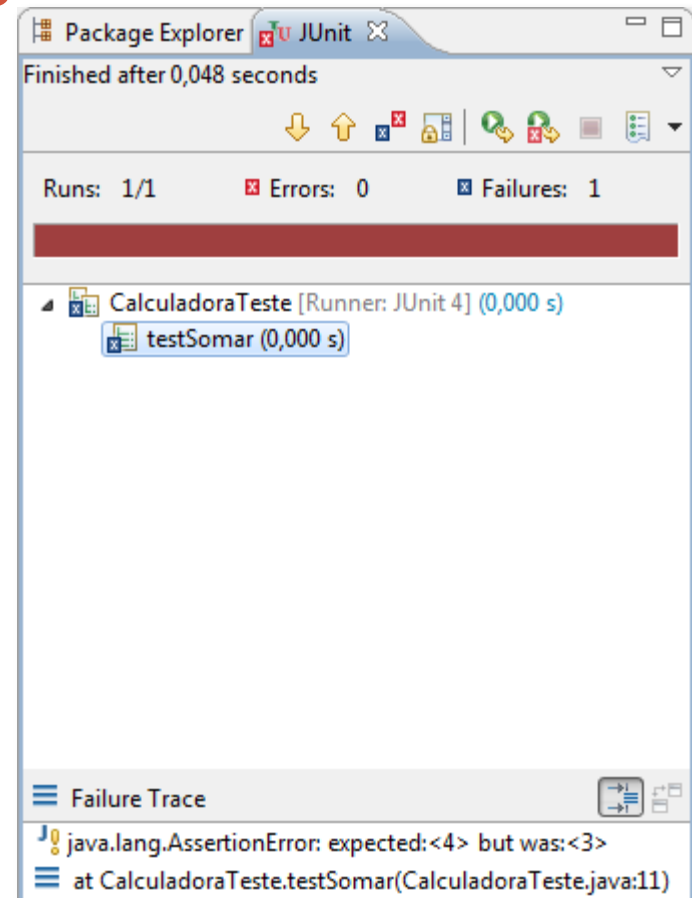 Package Explorer JUnit
Finished after 0,048 seconds
Runs: 1/1 Errors: 0 Failures: 1
CalculadoraTeste [Runner: JUnit 4] (0,000 s)
testSomar (0,000 s)
Failure Trace
java.lang.AssertionError: expected:<4> but was:<3>
at CalculadoraTeste.testSomar(CalculadoraTeste.java:11)